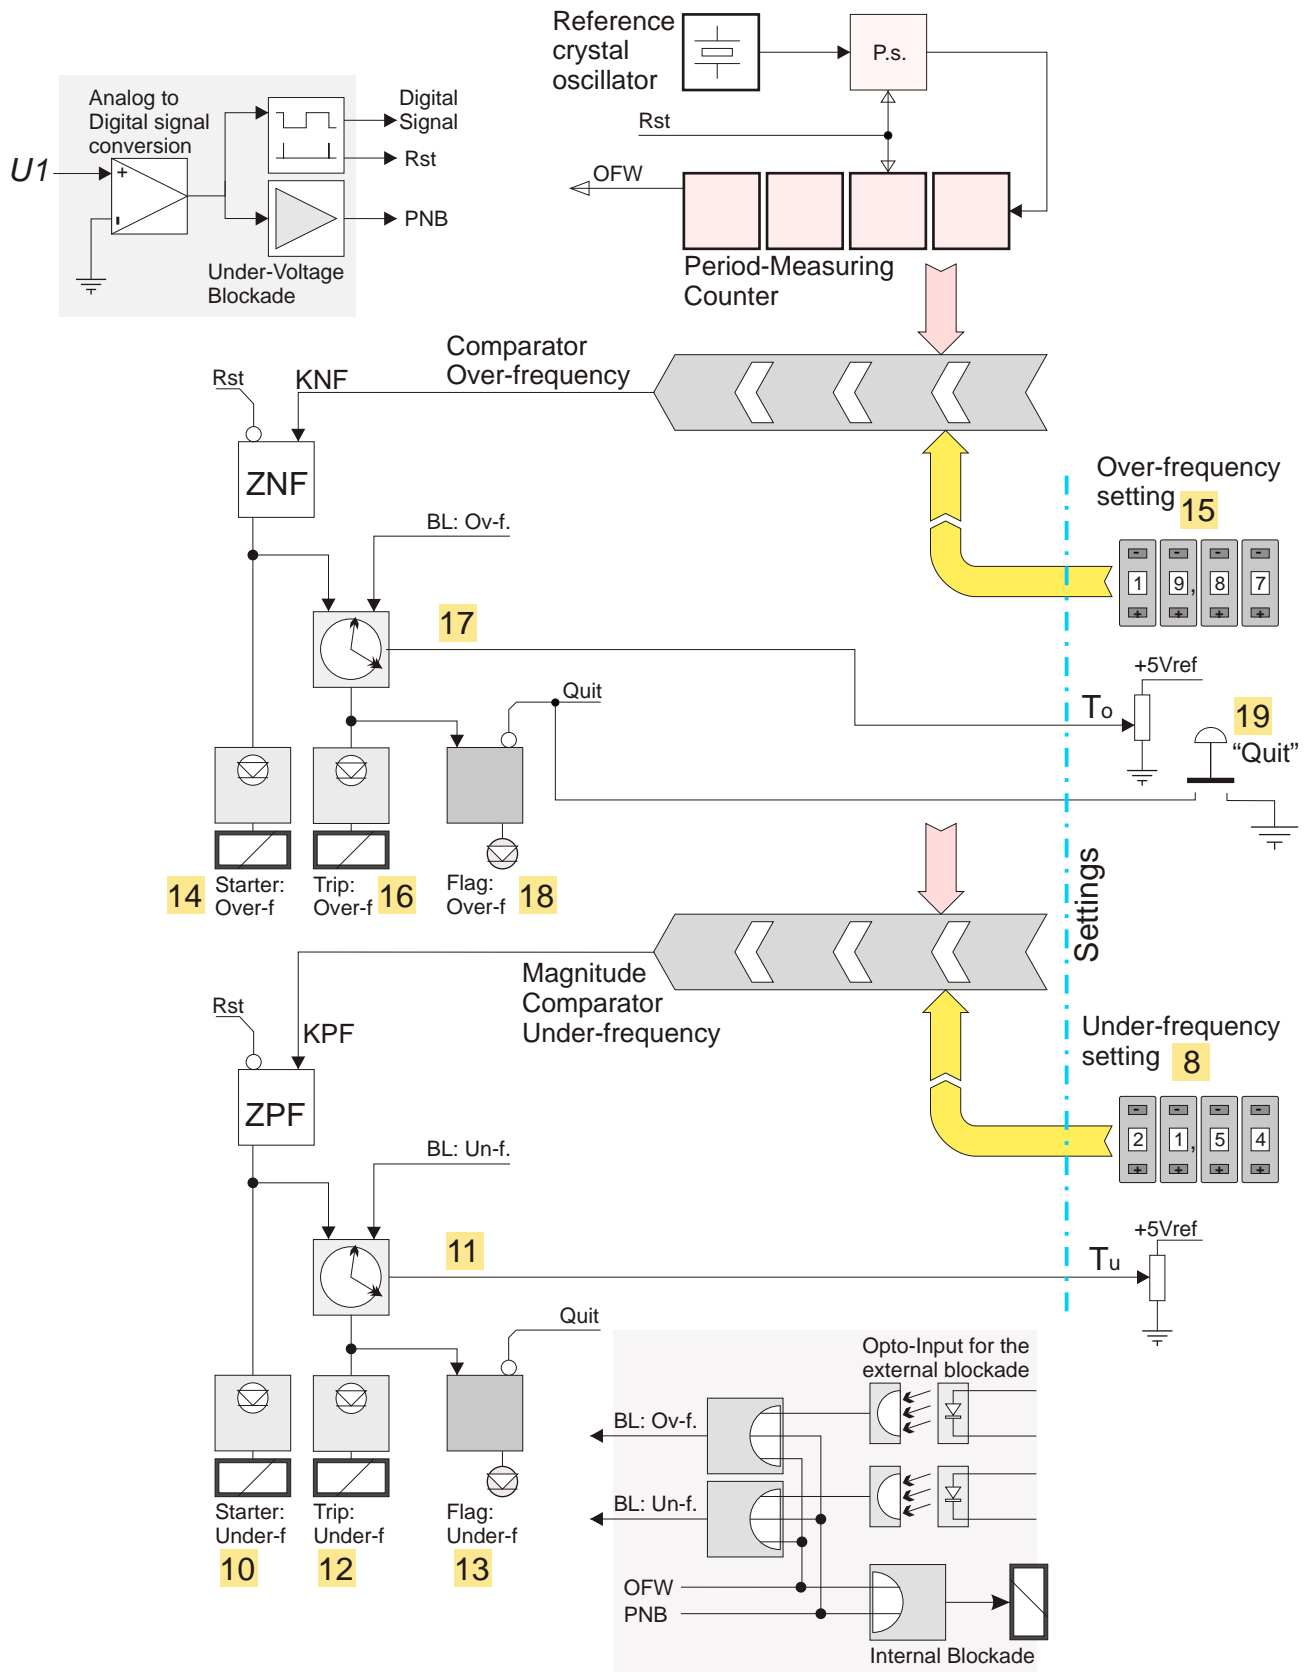 Reference
crystal
oscillator
P.s.
Analog to
Digital signal
conversion
Digital
Signal
Rst
U1
+
-
Rst
PNB
OFW
Under-Voltage
Blockade
Period-Measuring
Counter
Comparator
Over-frequency
Rst
KNF
ZNF
Over-frequency
setting 15
BL: Ov-f.
- - - -
1 9, 8 7
+ + + +
17
+5Vref
Quit
To
19
"Quit"
14 Starter:
Over-f
Trip:
Over-f 16
Flag:
Over-f 18
Settings
Magnitude
Comparator
Under-frequency
Rst
KPF
ZPF
Under-frequency
setting 8
BL: Un-f.
- - - -
2 1, 5 4
+ + + +
11
+5Vref
Tu
Quit
Opto-Input for the
external blockade
BL: Ov-f.
BL: Un-f.
Starter:
Under-f
10
Trip:
Under-f
12
Flag:
Under-f
13
OFW
PNB
Internal Blockade